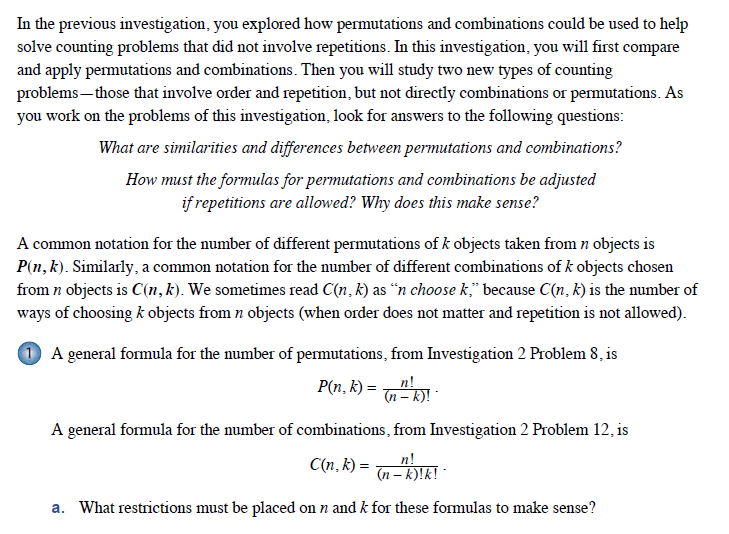 In the previous investigation, you explored how permutations and combinations could be used to help
solve counting problems that did not involve repetitions. In this investigation, you will first compare
and apply permutations and combinations. Then you will study two new types of counting
problems—those that involve order and repetition, but not directly combinations or permutations. As
you work on the problems of this investigation, look for answers to the following questions:
What are similarities and differences between permutations and combinations?
How must the formulas for permutations and combinations be adjusted
if repetitions are allowed? Why does this make sense?
A common notation for the number of different permutations of k objects taken from n objects is
P(n, k). Similarly, a common notation for the number of different combinations of k objects chosen
from n objects is C(n, k). We sometimes read C(n, k) as “n choose k,” because C(n, k) is the number of
ways of choosing k objects from n objects (when order does not matter and repetition is not allowed).
1 A general formula for the number of permutations, from Investigation 2 Problem 8, is
P(n, k) = n!/(n – k)! .
A general formula for the number of combinations, from Investigation 2 Problem 12, is
C(n, k) = n!/(n – k)!k! .
a. What restrictions must be placed on n and k for these formulas to make sense?